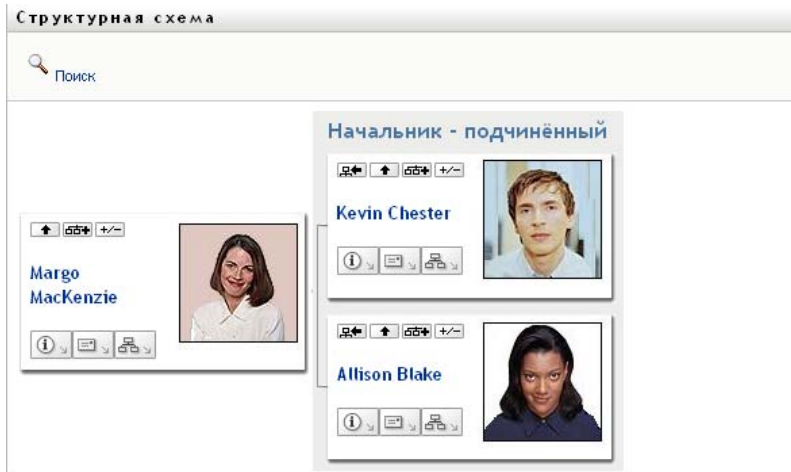 Структурная схема
Поиск
Начальник - подчинённый
+/−
Kevin Chester
+/−
Margo
MacKenzie
+/−
Allison Blake